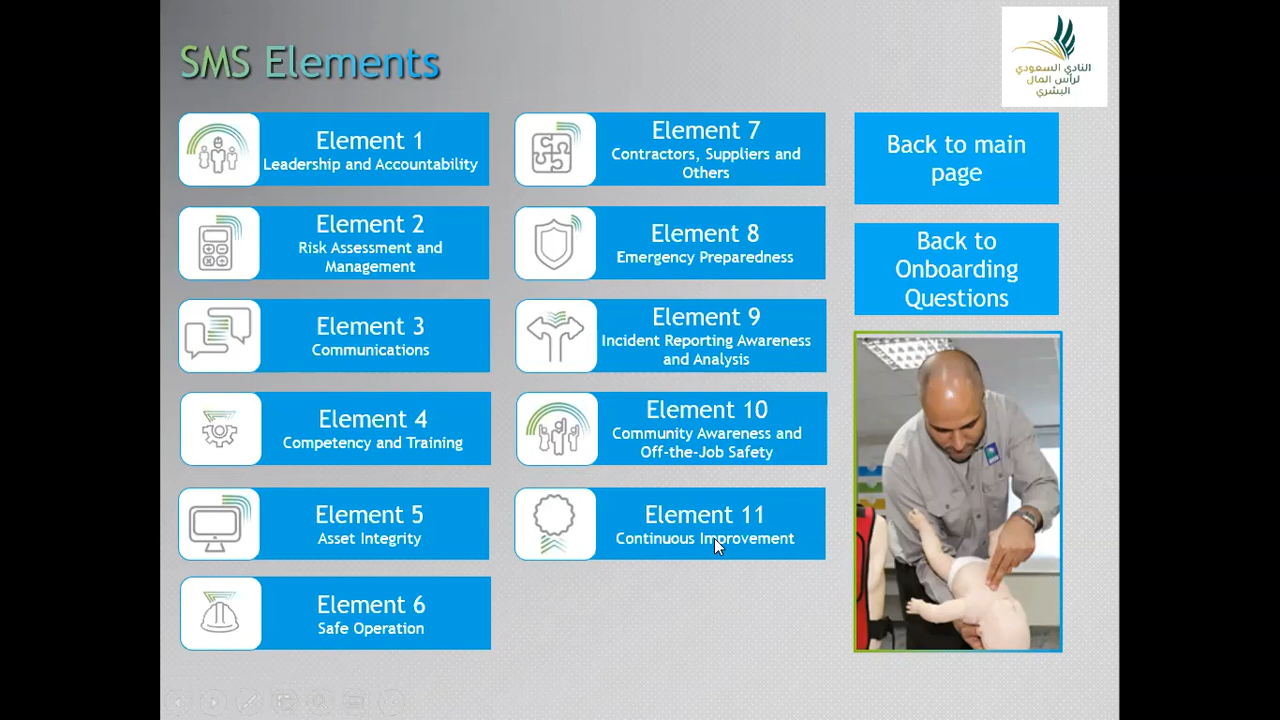 SMS Elements
النادي السعودي
لرأس المال
البشري
Element 1
Leadership and Accountability
Element 2
Risk Assessment and
Management
Element 3
Communications
Element 4
Competency and Training
Element 5
Asset Integrity
Element 6
Safe Operation
Element 7
Contractors, Suppliers and
Others
Element 8
Emergency Preparedness
Element 9
Incident Reporting Awareness
and Analysis
Element 10
Community Awareness and
Off-the-Job Safety
Element 11
Continuous Improvement
Back to main
page
Back to
Onboarding
Questions